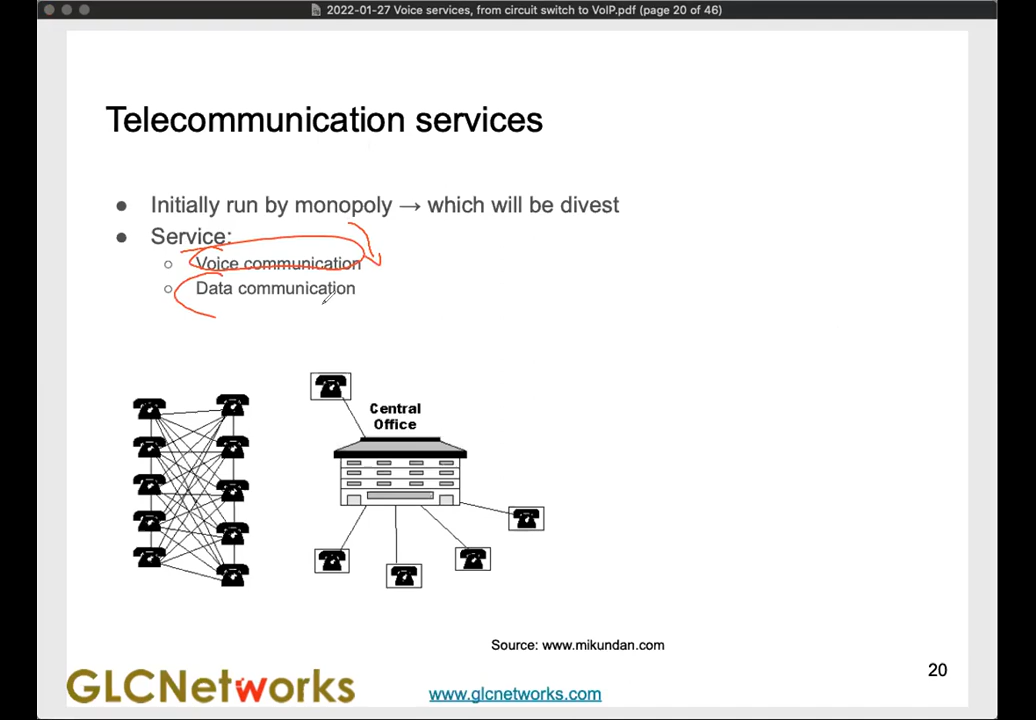 2022-01-27 Voice services, from circuit switch to VoIP.pdf (page 20 of 46)
Telecommunication services
● Initially run by monopoly → which will be divest
● Service:
○ Voice communication
○ Data communication
Central
Office
Source: www.mikundan.com
20
GLCNetworks
www.glcnetworks.com